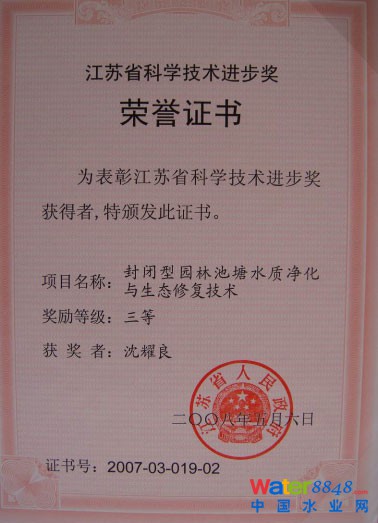 江苏省科学技术进步奖
荣誉证书
为表彰江苏省科学技术进步奖
获得者,特颁发此证书。
项目名称: 封闭型园林池塘水质净化
与生态修复技术
奖励等级: 三等
获奖者: 沈耀良
江苏省人民政府
二〇〇八年五月六日
证书号: 2007-03-019-02
Water8848.com
中国水业网